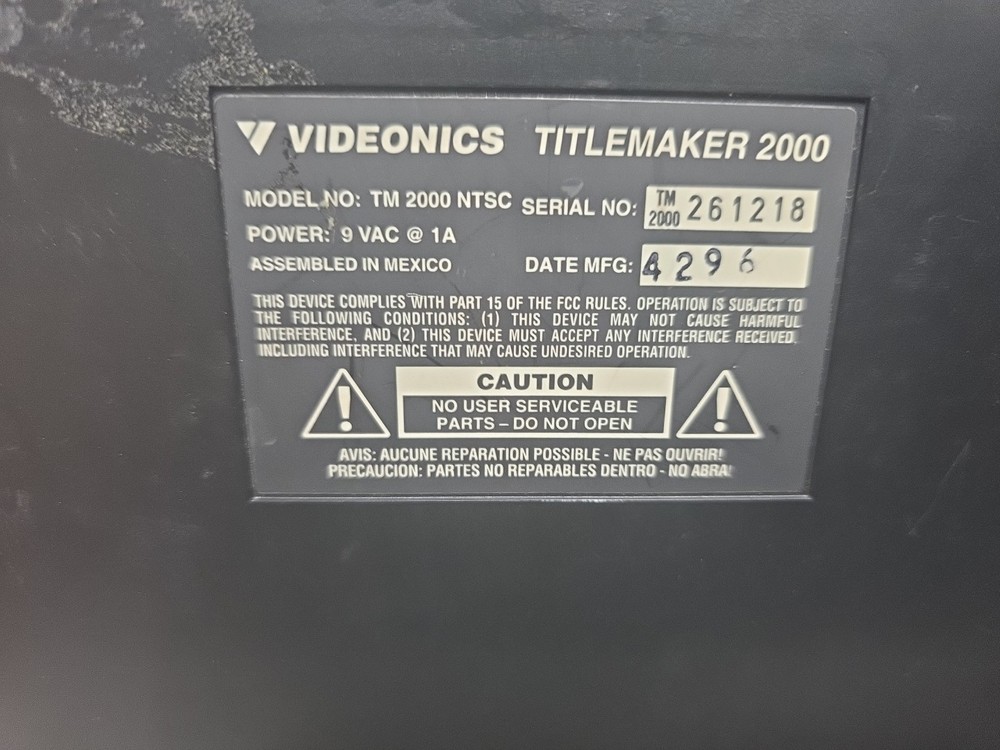 VIDEONICS TITLEMAKER 2000
MODEL NO: TM 2000 NTSC SERIAL NO: TM 2000 261218
POWER: 9 VAC @ 1A
ASSEMBLED IN MEXICO DATE MFG: 4296
THIS DEVICE COMPLIES WITH PART 15 OF THE FCC RULES. OPERATION IS SUBJECT TO
THE FOLLOWING CONDITIONS: (1) THIS DEVICE MAY NOT CAUSE HARMFUL
INTERFERENCE, AND (2) THIS DEVICE MUST ACCEPT ANY INTERFERENCE RECEIVED,
INCLUDING INTERFERENCE THAT MAY CAUSE UNDESIRED OPERATION.
CAUTION
NO USER SERVICEABLE
PARTS – DO NOT OPEN
AVIS: AUCUNE REPARATION POSSIBLE - NE PAS OUVRIR!
PRECAUCION: PARTES NO REPARABLES DENTRO - NO ABRA!